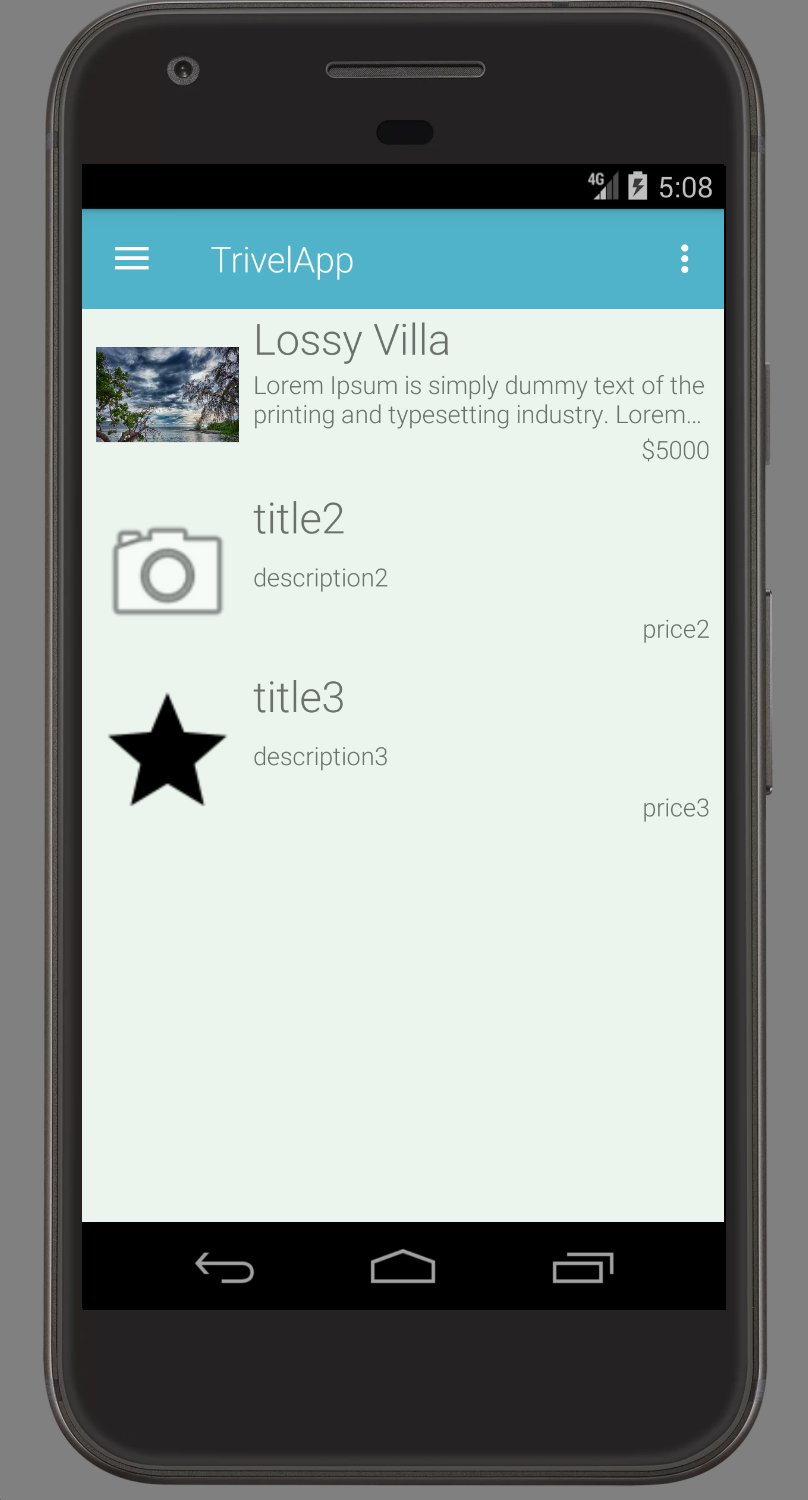 4G 5:08
TrivelApp
Lossy Villa
Lorem Ipsum is simply dummy text of the
printing and typesetting industry. Lorem...
$5000
title2
description2
price2
title3
description3
price3